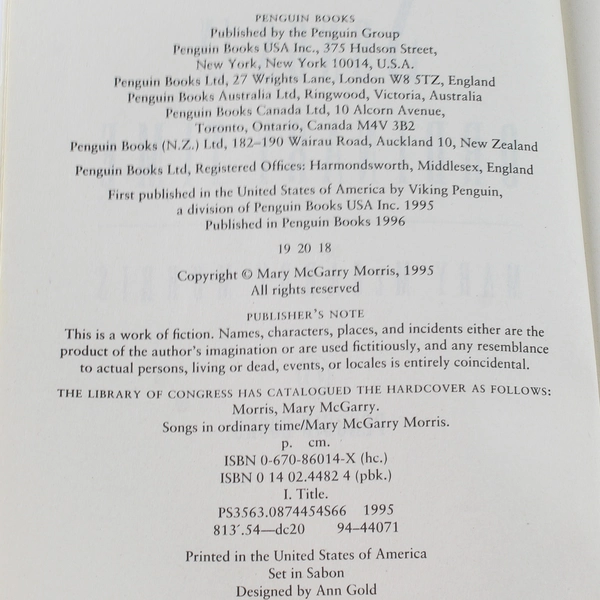 PENGUIN BOOKS
Published by the Penguin Group
Penguin Books USA Inc., 375 Hudson Street,
New York, New York 10014, U.S.A.
Penguin Books Ltd, 27 Wrights Lane, London W8 5TZ, England
Penguin Books Australia Ltd, Ringwood, Victoria, Australia
Penguin Books Canada Ltd, 10 Alcorn Avenue,
Toronto, Ontario, Canada M4V 3B2
Penguin Books (N.Z.) Ltd, 182–190 Wairau Road, Auckland 10, New Zealand
Penguin Books Ltd, Registered Offices: Harmondsworth, Middlesex, England
First published in the United States of America by Viking Penguin,
a division of Penguin Books USA Inc. 1995
Published in Penguin Books 1996
19 20 18
Copyright © Mary McGarry Morris, 1995
All rights reserved
PUBLISHER'S NOTE
This is a work of fiction. Names, characters, places, and incidents either are the
product of the author's imagination or are used fictitiously, and any resemblance
to actual persons, living or dead, events, or locales is entirely coincidental.
THE LIBRARY OF CONGRESS HAS CATALOGUED THE HARDCOVER AS FOLLOWS:
Morris, Mary McGarry.
Songs in ordinary time/Mary McGarry Morris.
p. cm.
ISBN 0-670-86014-X (hc.)
ISBN 0 14 02.4482 4 (pbk.)
I. Title.
PS3563.0874454S66 1995
813´.54—dc20 94-44071
Printed in the United States of America
Set in Sabon
Designed by Ann Gold